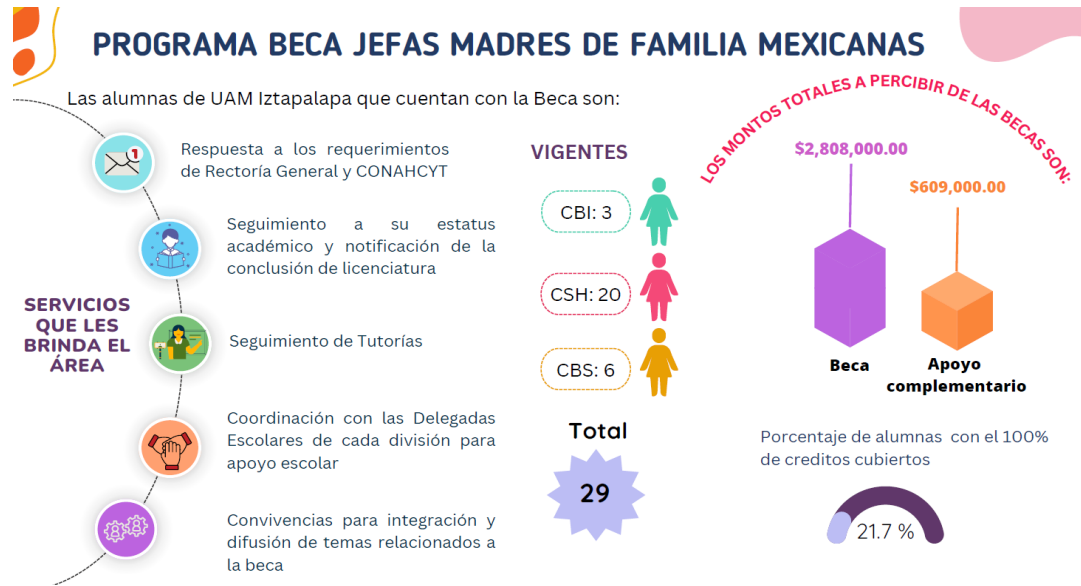 PROGRAMA BECA JEFAS MADRES DE FAMILIA MEXICANAS
Las alumnas de UAM Iztapalapa que cuentan con la Beca son:
SERVICIOS
QUE LES
BRINDA EL
ÁREA
1
Respuesta a los requerimientos
de Rectoría General y CONAHCYT
Seguimiento a su estatus
académico y notificación de la
conclusión de licenciatura
Seguimiento de Tutorías
Coordinación con las Delegadas
Escolares de cada división para
apoyo escolar
Convivencias para integración y
difusión de temas relacionados a
la beca
VIGENTES
CBI: 3
CSH: 20
CBS: 6
Total
29
LOS MONTOS TOTALES A PERCIBIR DE LAS BECAS SON:
$2,808,000.00
$609,000.00
Beca
Apoyo
complementario
Porcentaje de alumnas con el 100%
de creditos cubiertos
21.7 %